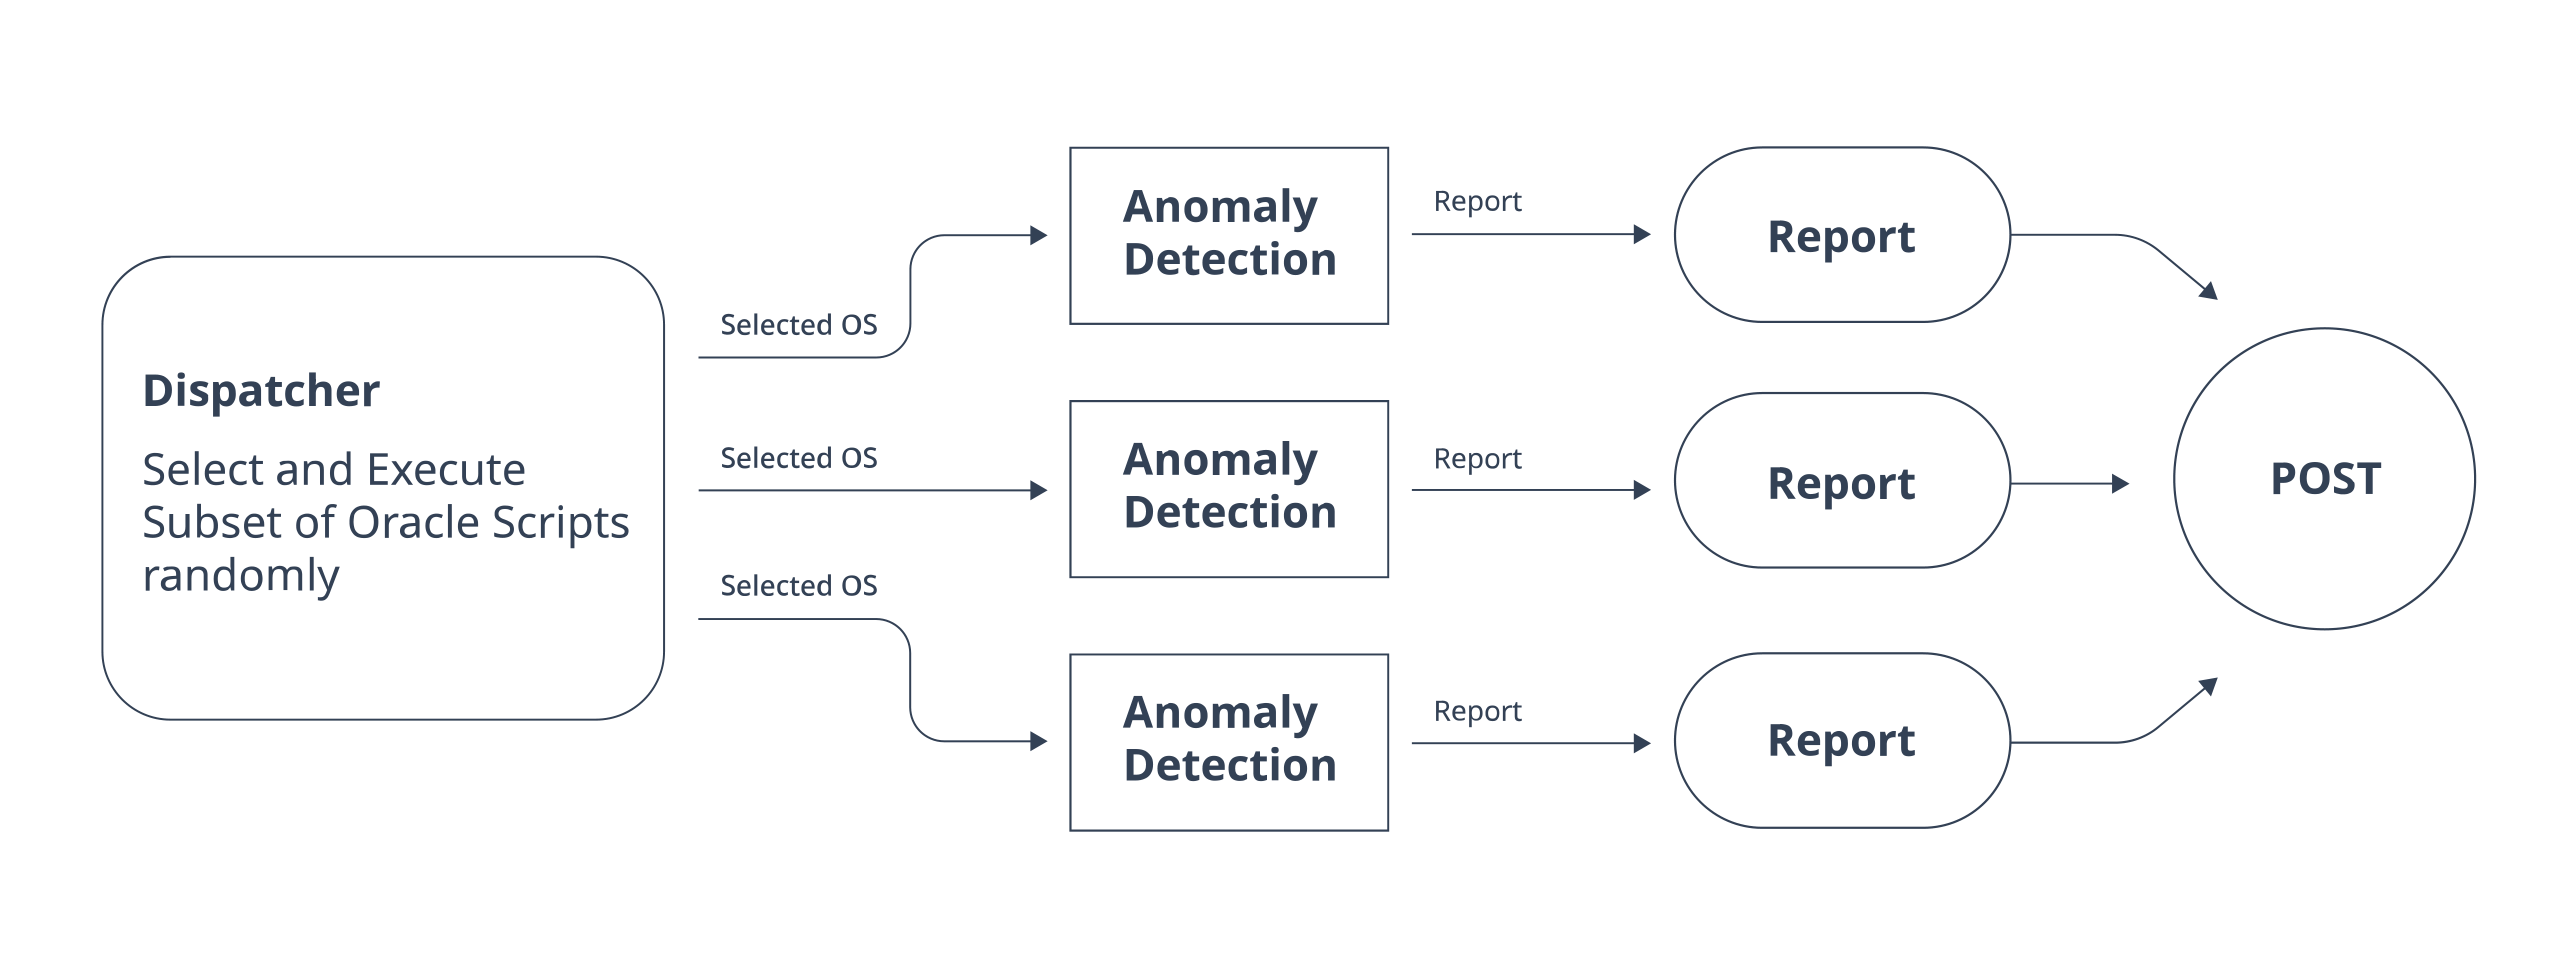 Dispatcher
Select and Execute
Subset of Oracle Scripts
randomly
Selected OS
Selected OS
Selected OS
Anomaly
Detection
Anomaly
Detection
Anomaly
Detection
Report
Report
Report
Report
Report
Report
POST